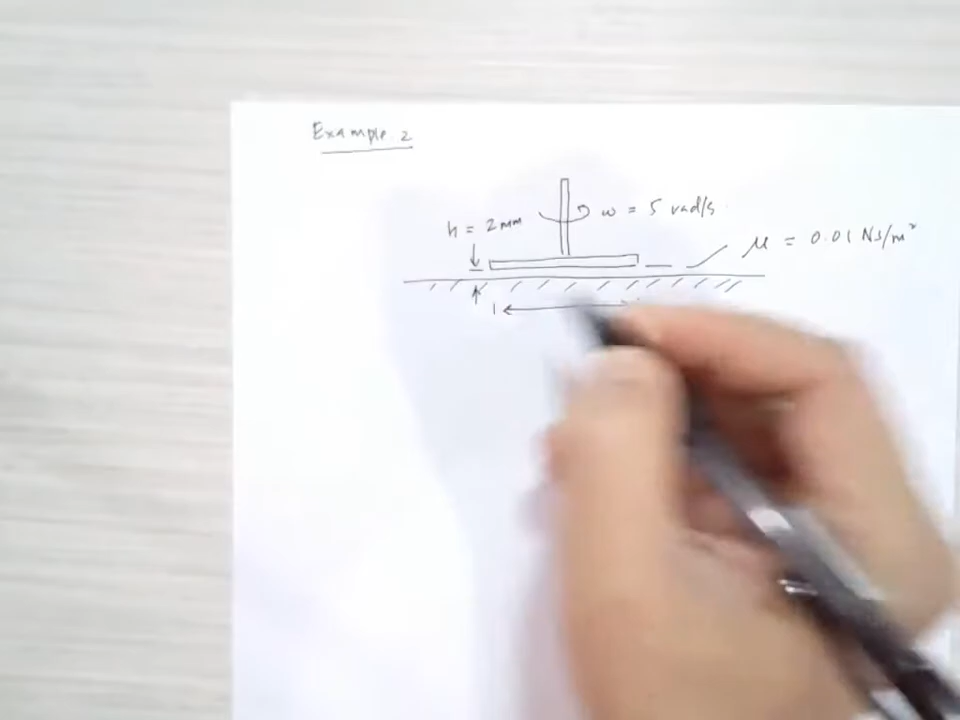 Example 2
h = 2mm
ω = 5 rad/s
μ = 0.01 Ns/m²